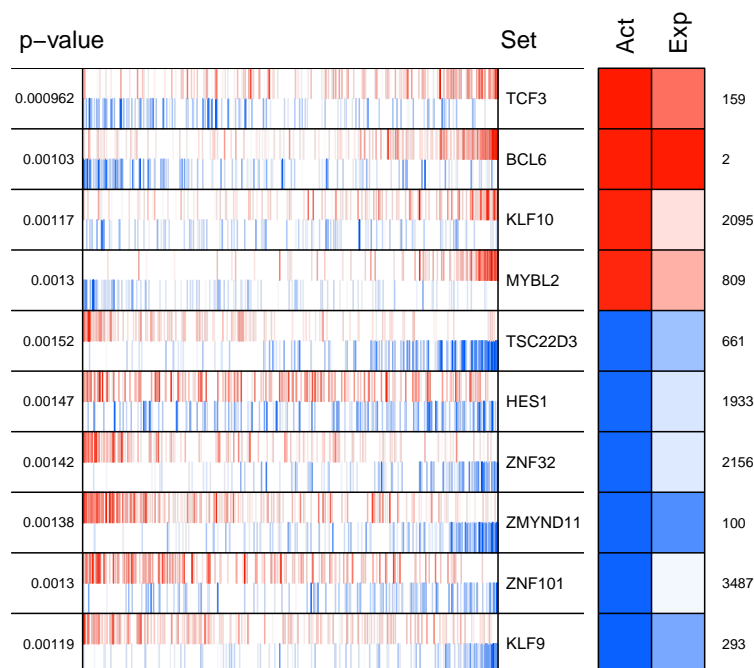 p-value Set Act Exp
0.000962 TCF3 159
0.00103 BCL6 2
0.00117 KLF10 2095
0.0013 MYBL2 809
0.00152 TSC22D3 661
0.00147 HES1 1933
0.00142 ZNF32 2156
0.00138 ZMYND11 100
0.0013 ZNF101 3487
0.00119 KLF9 293